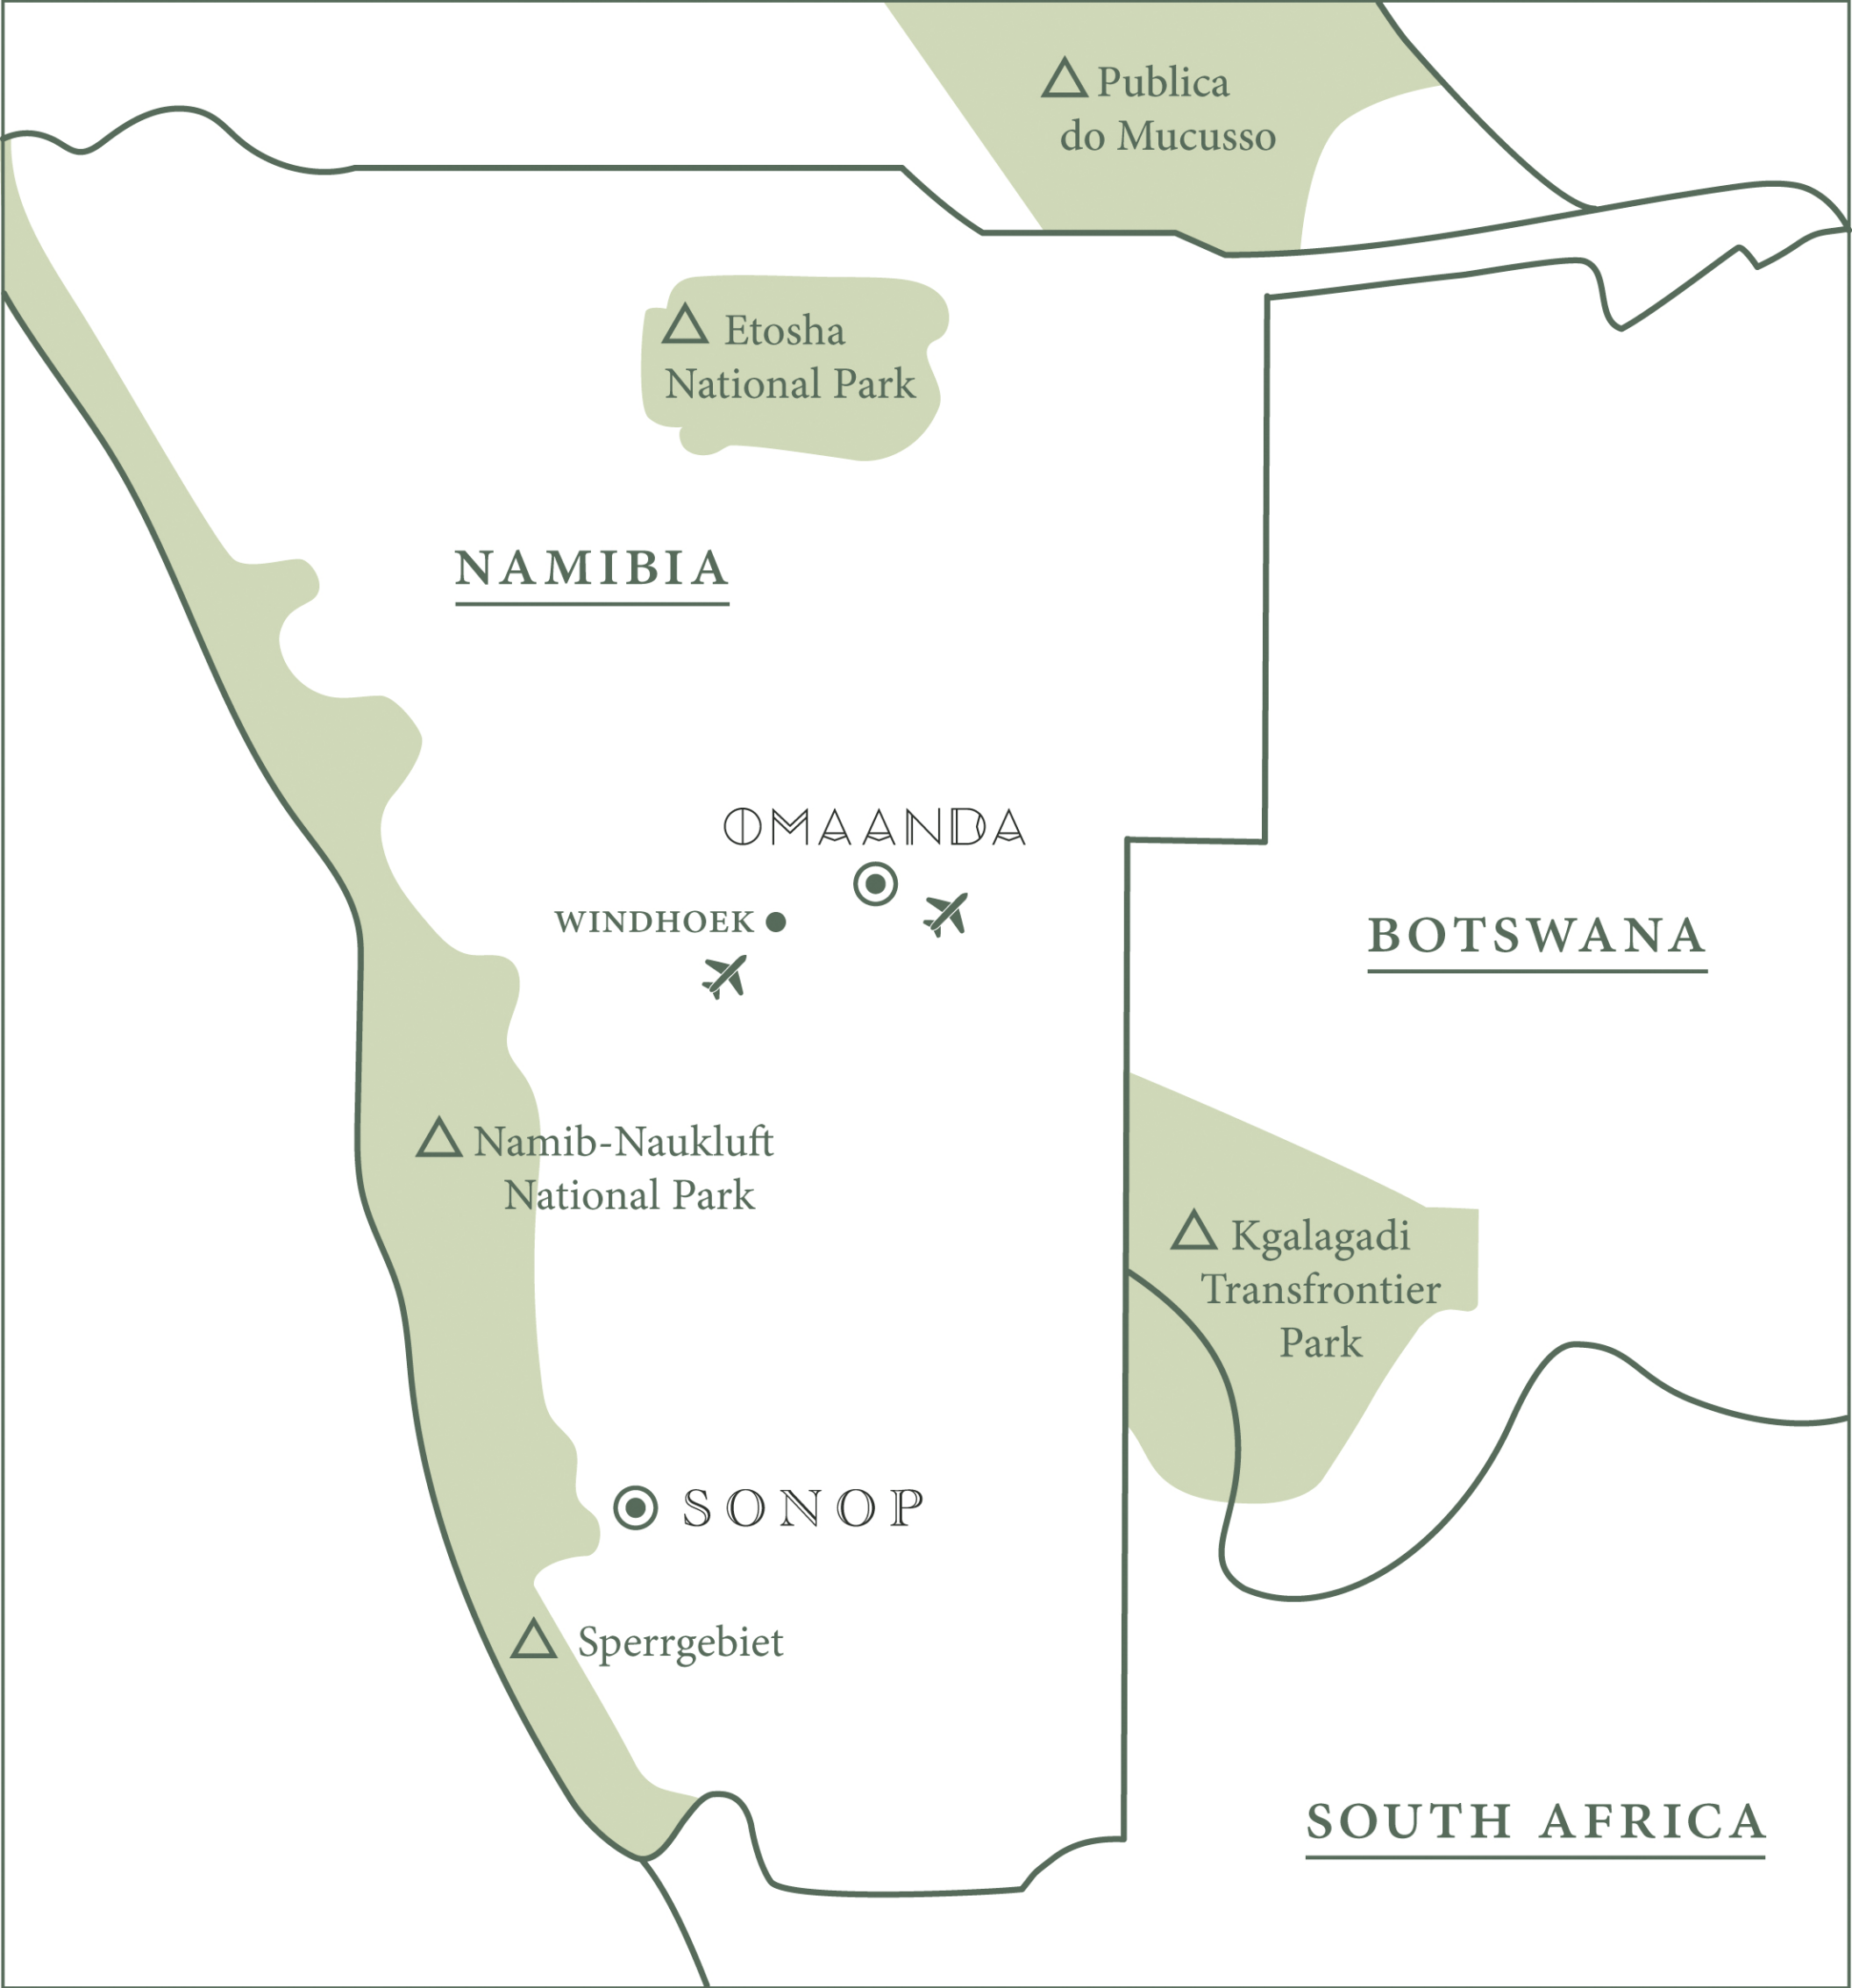 Publica
do Mucusso
Etosha
National Park
NAMIBIA
OMAANDA
WINDHOEK
BOTSWANA
Namib-Naukluft
National Park
Kgalagadi
Transfrontier
Park
SONOP
Sperrgebiet
SOUTH AFRICA